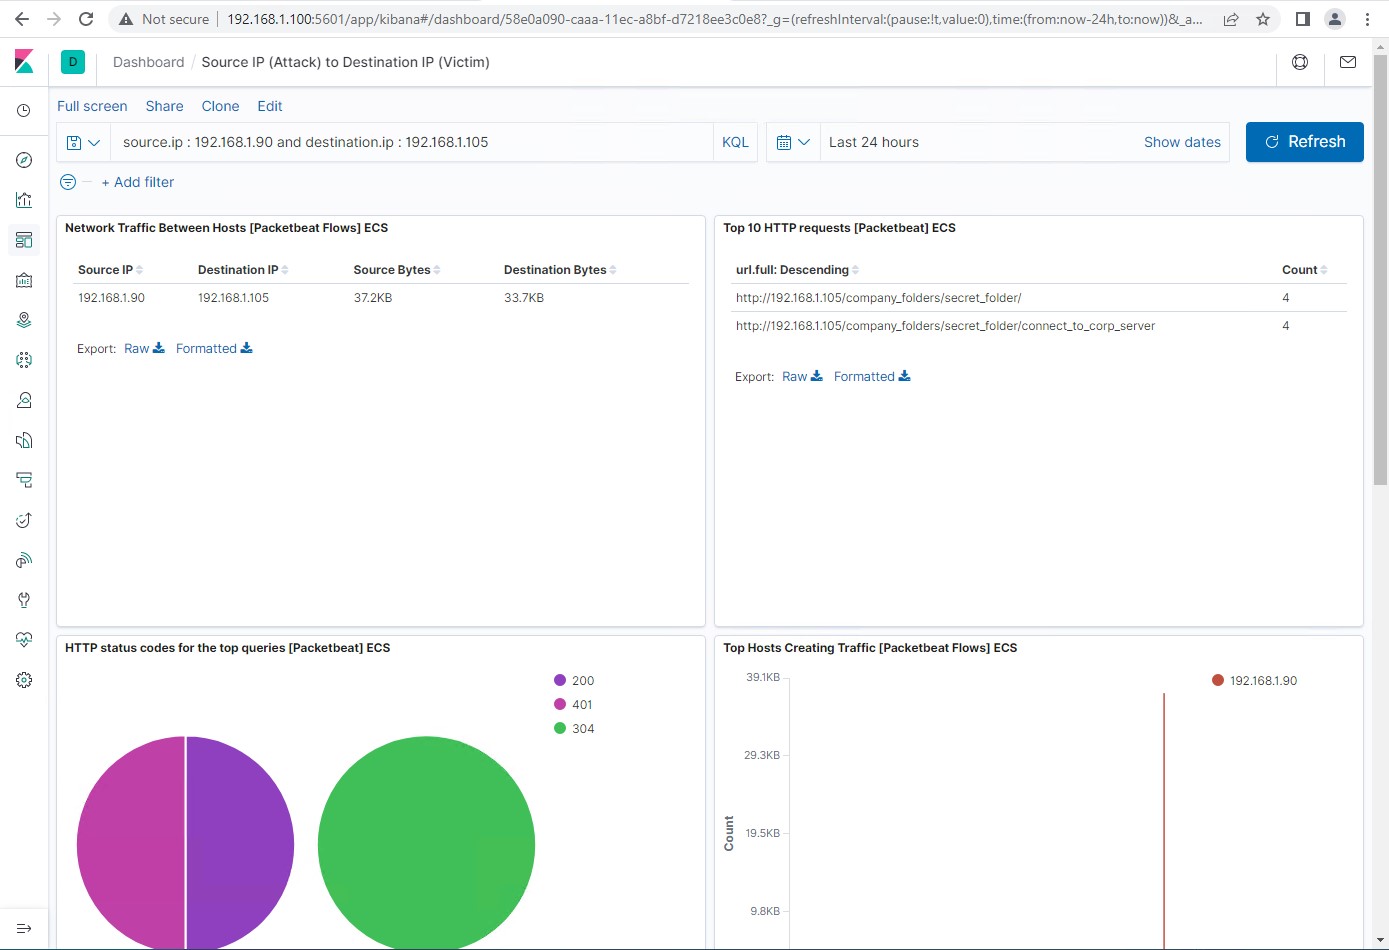 Not secure 192.168.1.100:5601/app/kibana#/dashboard/58e0a090-caaa-11ec-a8bf-d7218ee3c0e8?_g=(refreshInterval:(pause:!t,value:0),time:(from:now-24h,to:now))&_a...
D Dashboard / Source IP (Attack) to Destination IP (Victim)
Full screen Share Clone Edit
source.ip : 192.168.1.90 and destination.ip : 192.168.1.105 KQL Last 24 hours Show dates Refresh
+ Add filter
Network Traffic Between Hosts [Packetbeat Flows] ECS
Source IP Destination IP Source Bytes Destination Bytes
192.168.1.90 192.168.1.105 37.2KB 33.7KB
Export: Raw Formatted
Top 10 HTTP requests [Packetbeat] ECS
url.full: Descending Count
http://192.168.1.105/company_folders/secret_folder/ 4
http://192.168.1.105/company_folders/secret_folder/connect_to_corp_server 4
Export: Raw Formatted
HTTP status codes for the top queries [Packetbeat] ECS
200
401
304
Top Hosts Creating Traffic [Packetbeat Flows] ECS
39.1KB
29.3KB
19.5KB
9.8KB
Count
192.168.1.90